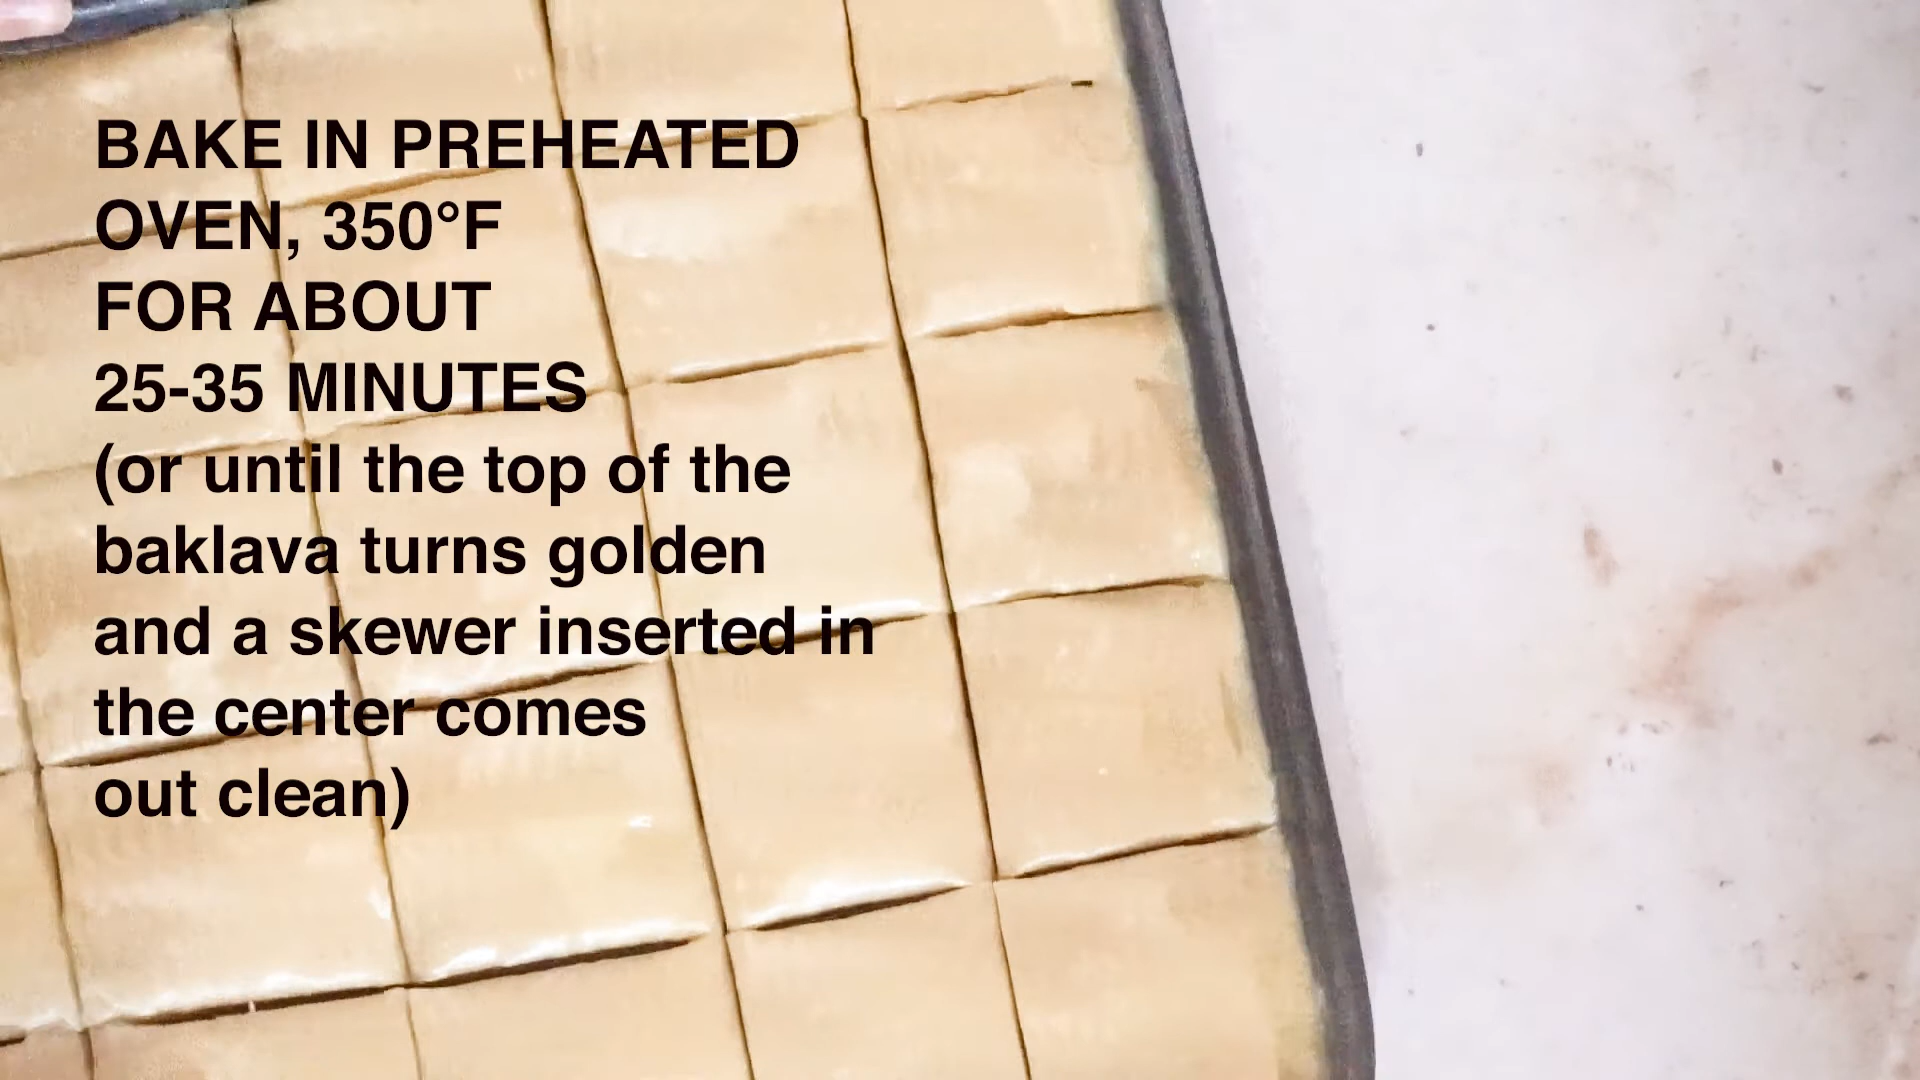 BAKE IN PREHEATED
OVEN, 350°F
FOR ABOUT
25-35 MINUTES
(or until the top of the
baklava turns golden
and a skewer inserted in
the center comes
out clean)